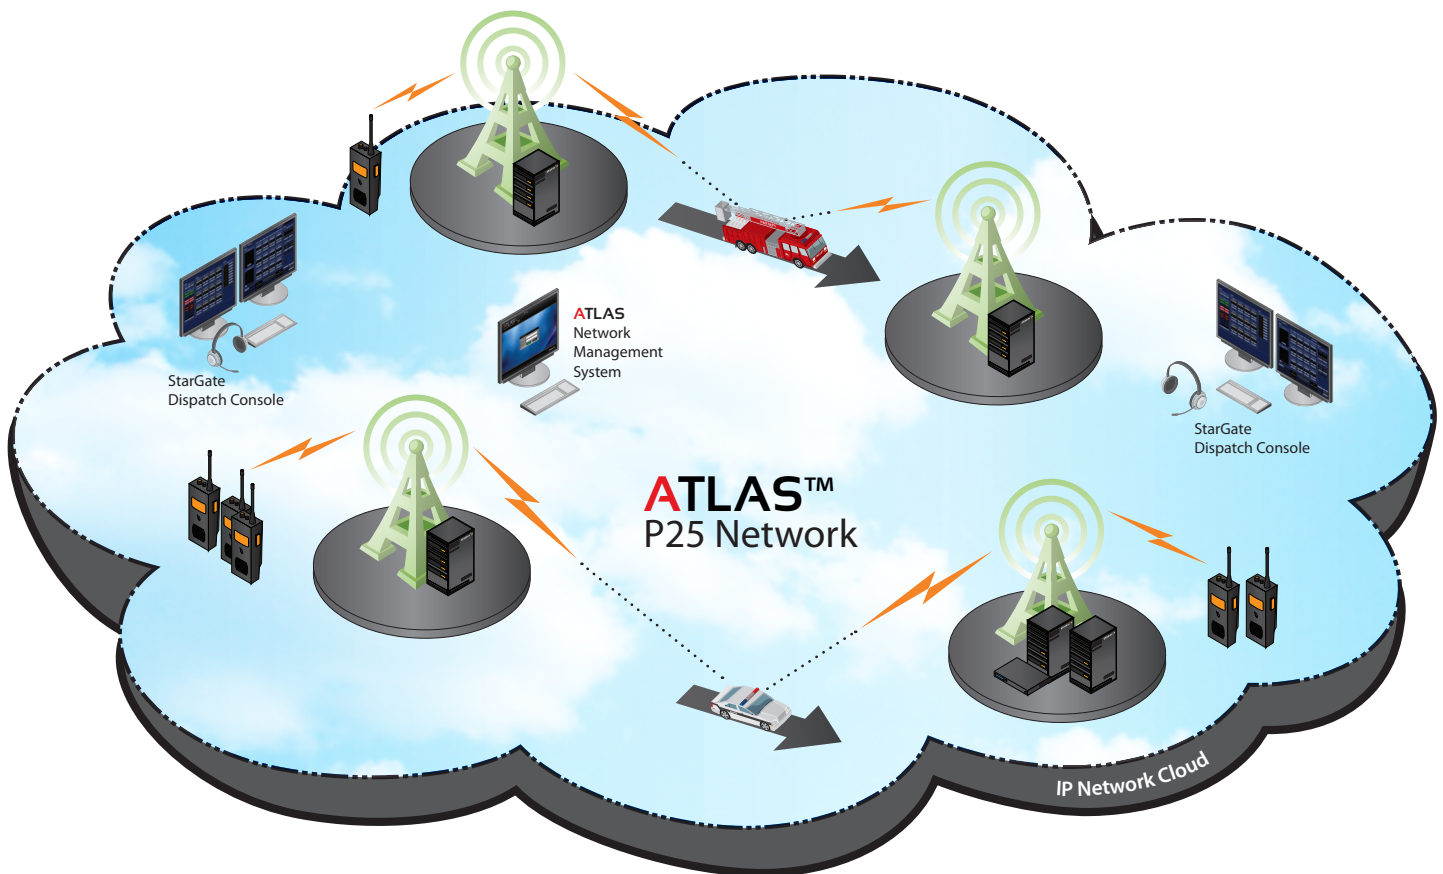 ATLAS
Network
Management
System
StarGate
Dispatch Console
StarGate
Dispatch Console
ATLAS™
P25 Network
IP Network Cloud